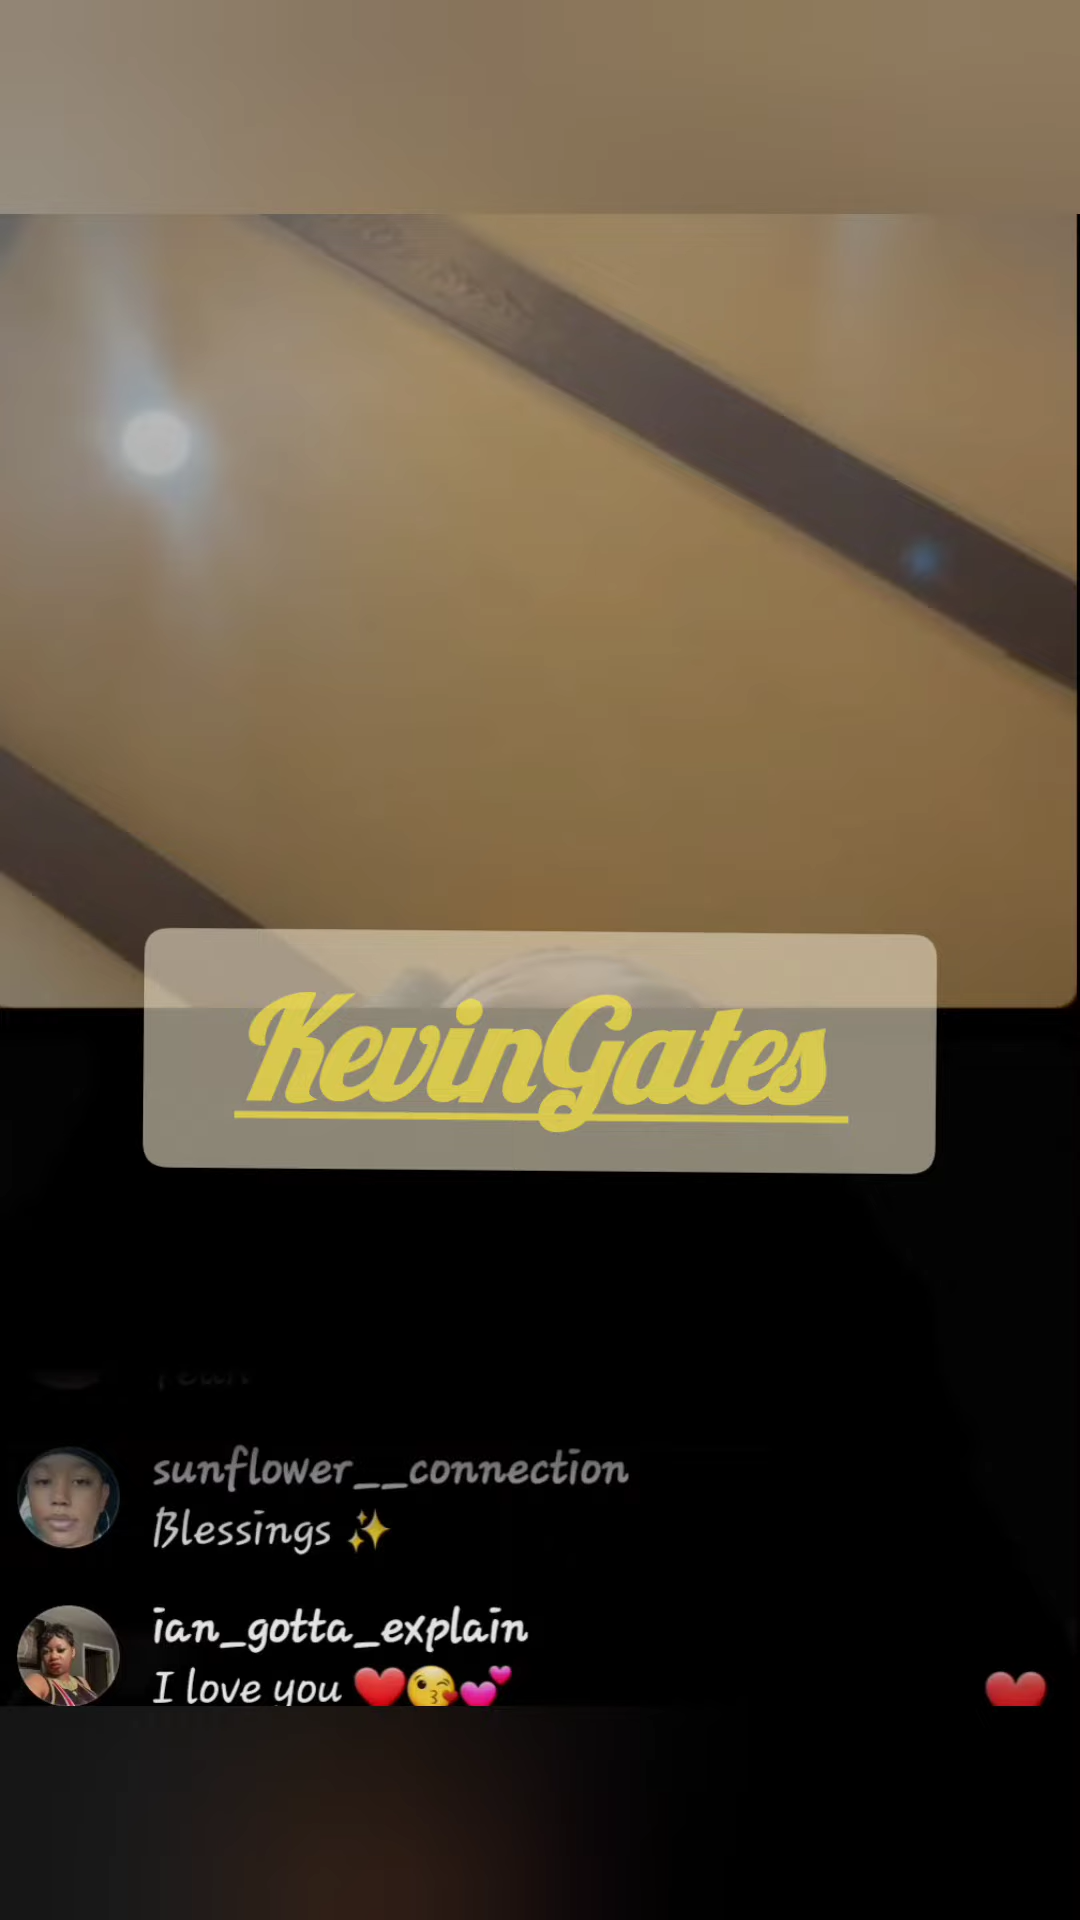 KevinGates
sunflower__connection
Blessings ✨
ian_gotta_explain
I love you ❤️😘💕